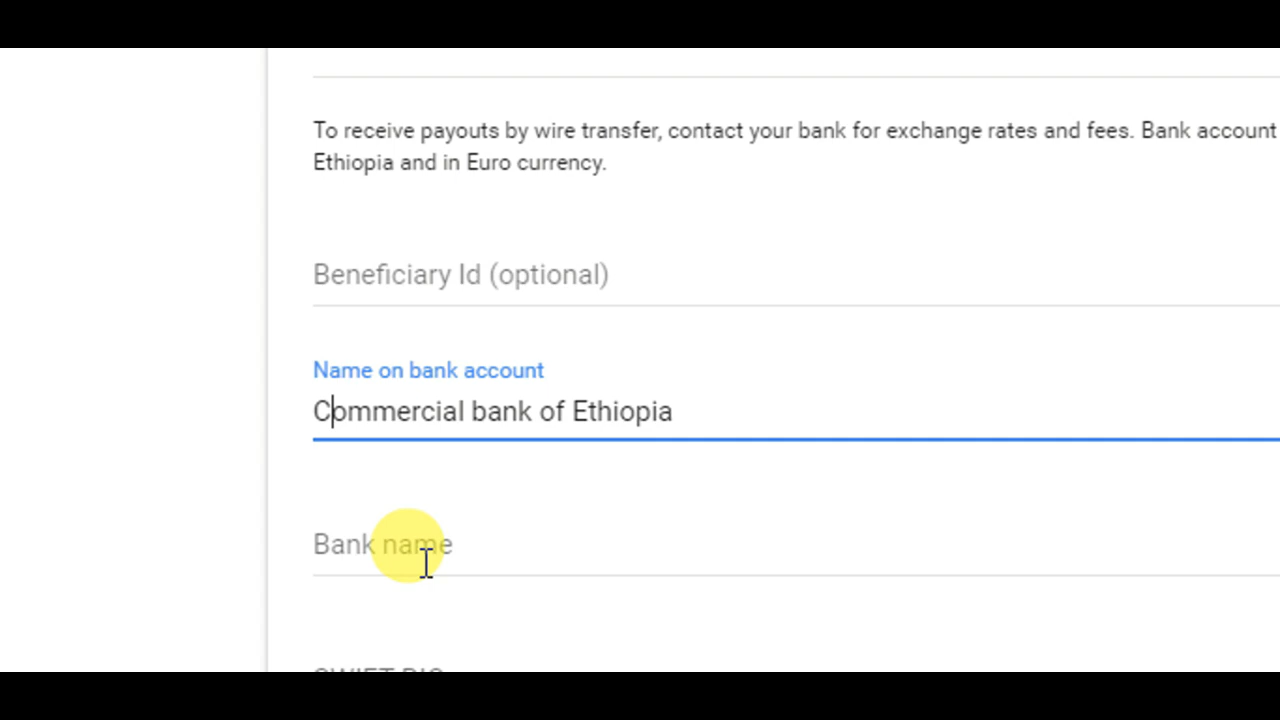 To receive payouts by wire transfer, contact your bank for exchange rates and fees. Bank account
Ethiopia and in Euro currency.
Beneficiary Id (optional)
Name on bank account
Commercial bank of Ethiopia
Bank name